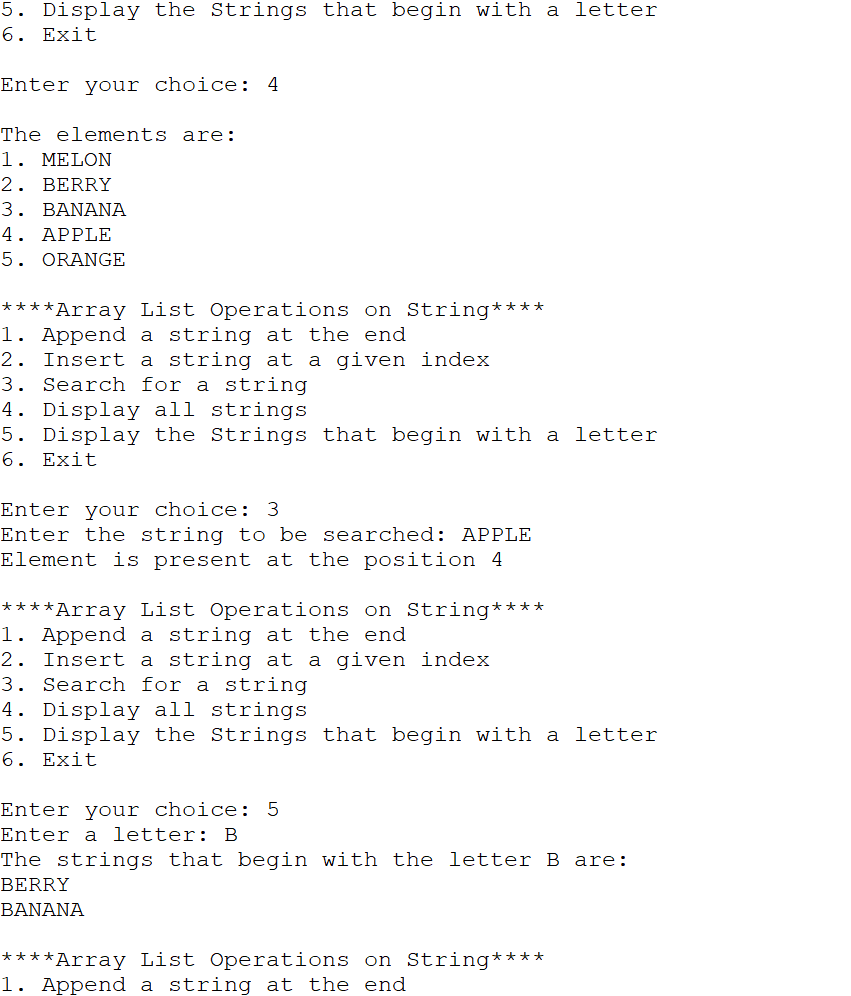 5. Display the Strings that begin with a letter
6. Exit
Enter your choice: 4
The elements are:
1. MELON
2. BERRY
3. BANANA
4. APPLE
5. ORANGE
****Array List Operations on String****
1. Append a string at the end
2. Insert a string at a given index
3. Search for a string
4. Display all strings
5. Display the Strings that begin with a letter
6. Exit
Enter your choice: 3
Enter the string to be searched: APPLE
Element is present at the position 4
****Array List Operations on String****
1. Append a string at the end
2. Insert a string at a given index
3. Search for a string
4. Display all strings
5. Display the Strings that begin with a letter
6. Exit
Enter your choice: 5
Enter a letter: B
The strings that begin with the letter B are:
BERRY
BANANA
****Array List Operations on String****
1. Append a string at the end